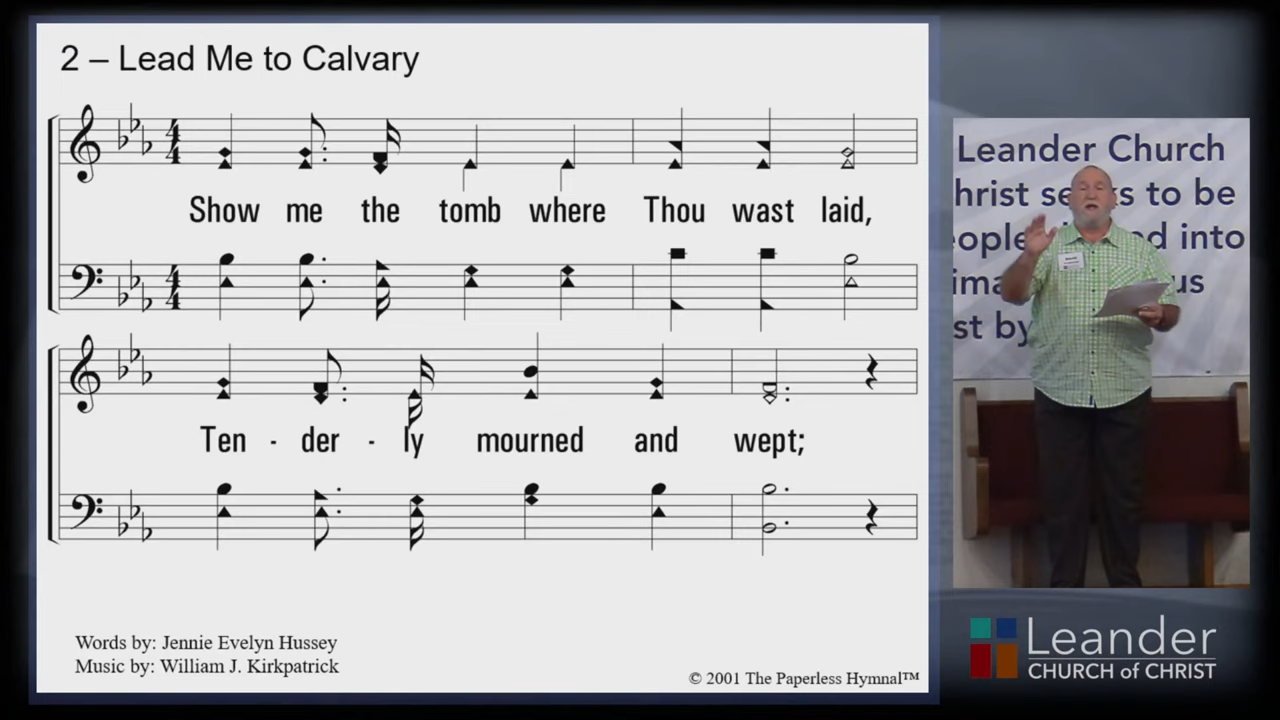 2 – Lead Me to Calvary
Show me the tomb where Thou wast laid,
Ten - der - ly mourned and wept;
Words by: Jennie Evelyn Hussey
Music by: William J. Kirkpatrick
© 2001 The Paperless Hymnal™
Leander Church
hrist se ks to be
eople d into
ima us
st by
Leander
CHURCH of CHRIST